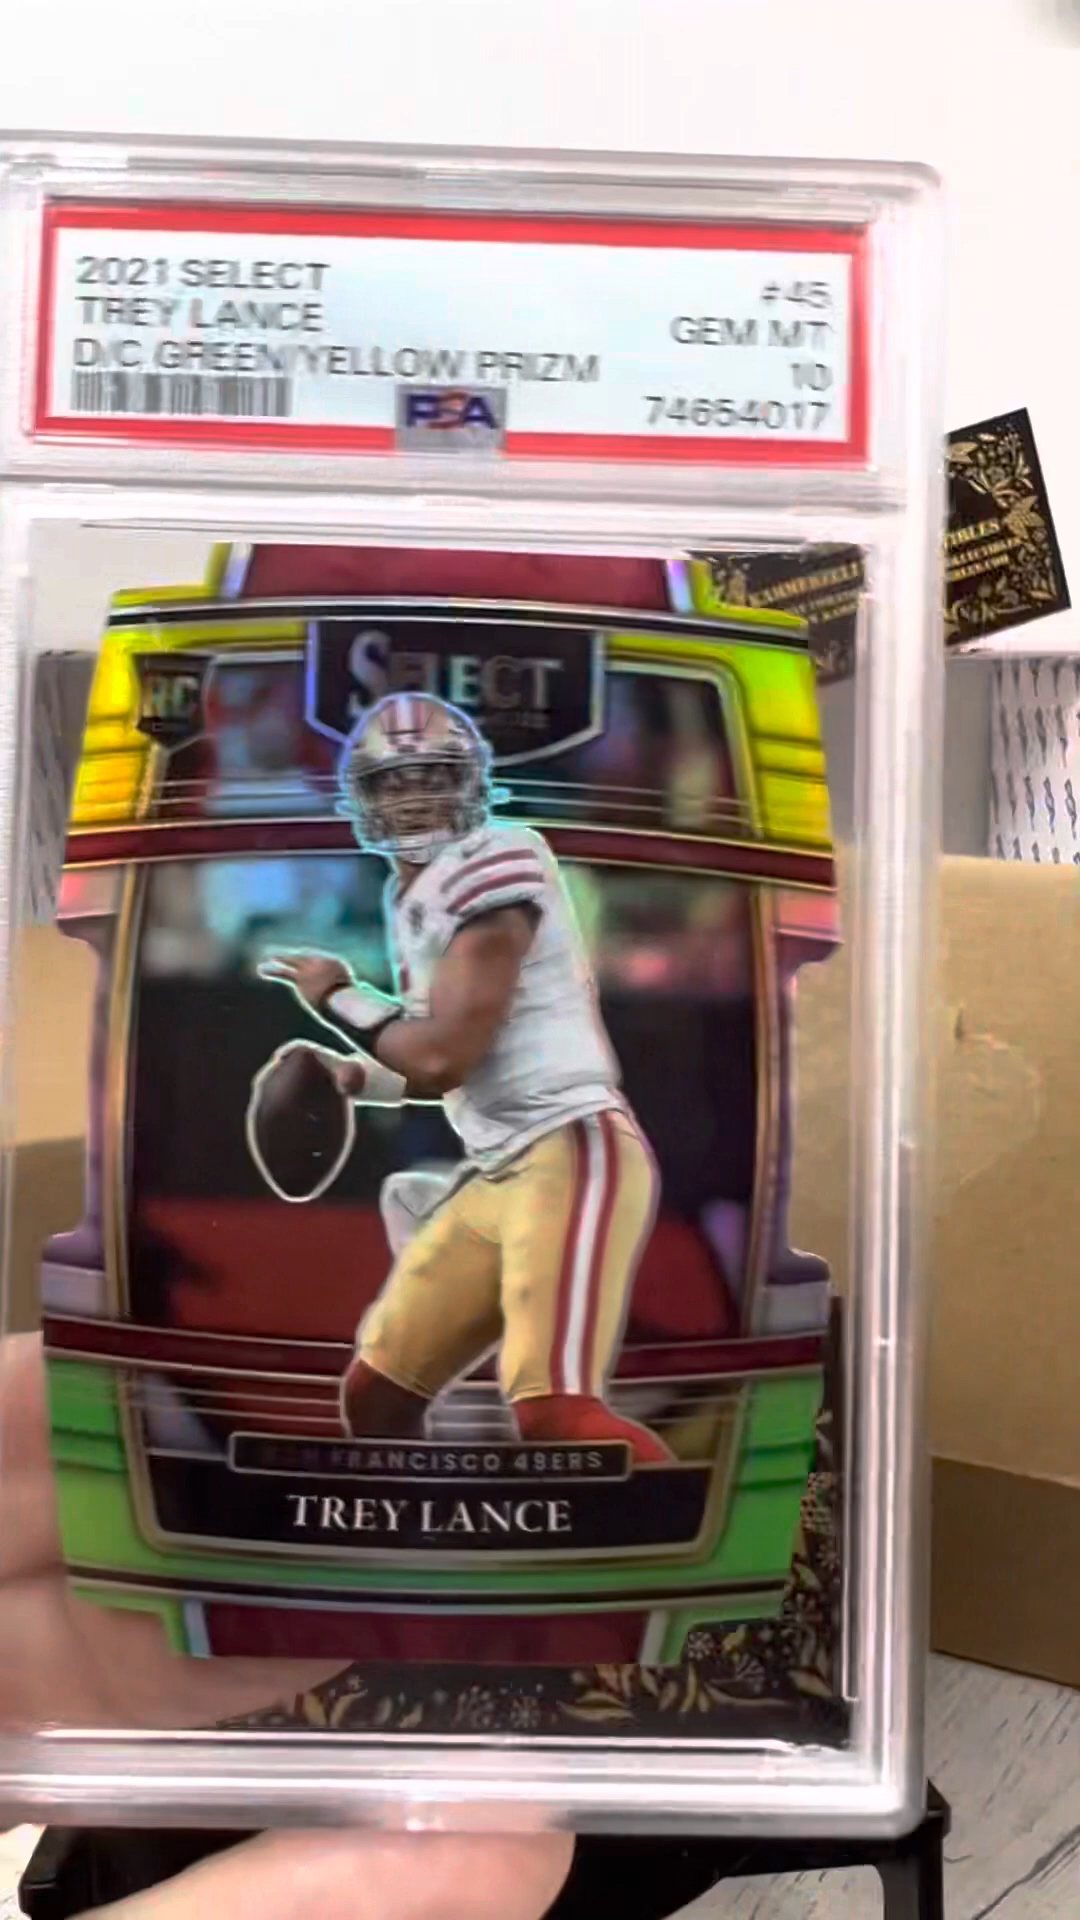 2021 SELECT
TREY LANCE
D/C GREEN/YELLOW PRIZM
#45
GEM MT
10
74654017
PSA
RC
SELECT
FRANCISCO 49ERS
TREY LANCE